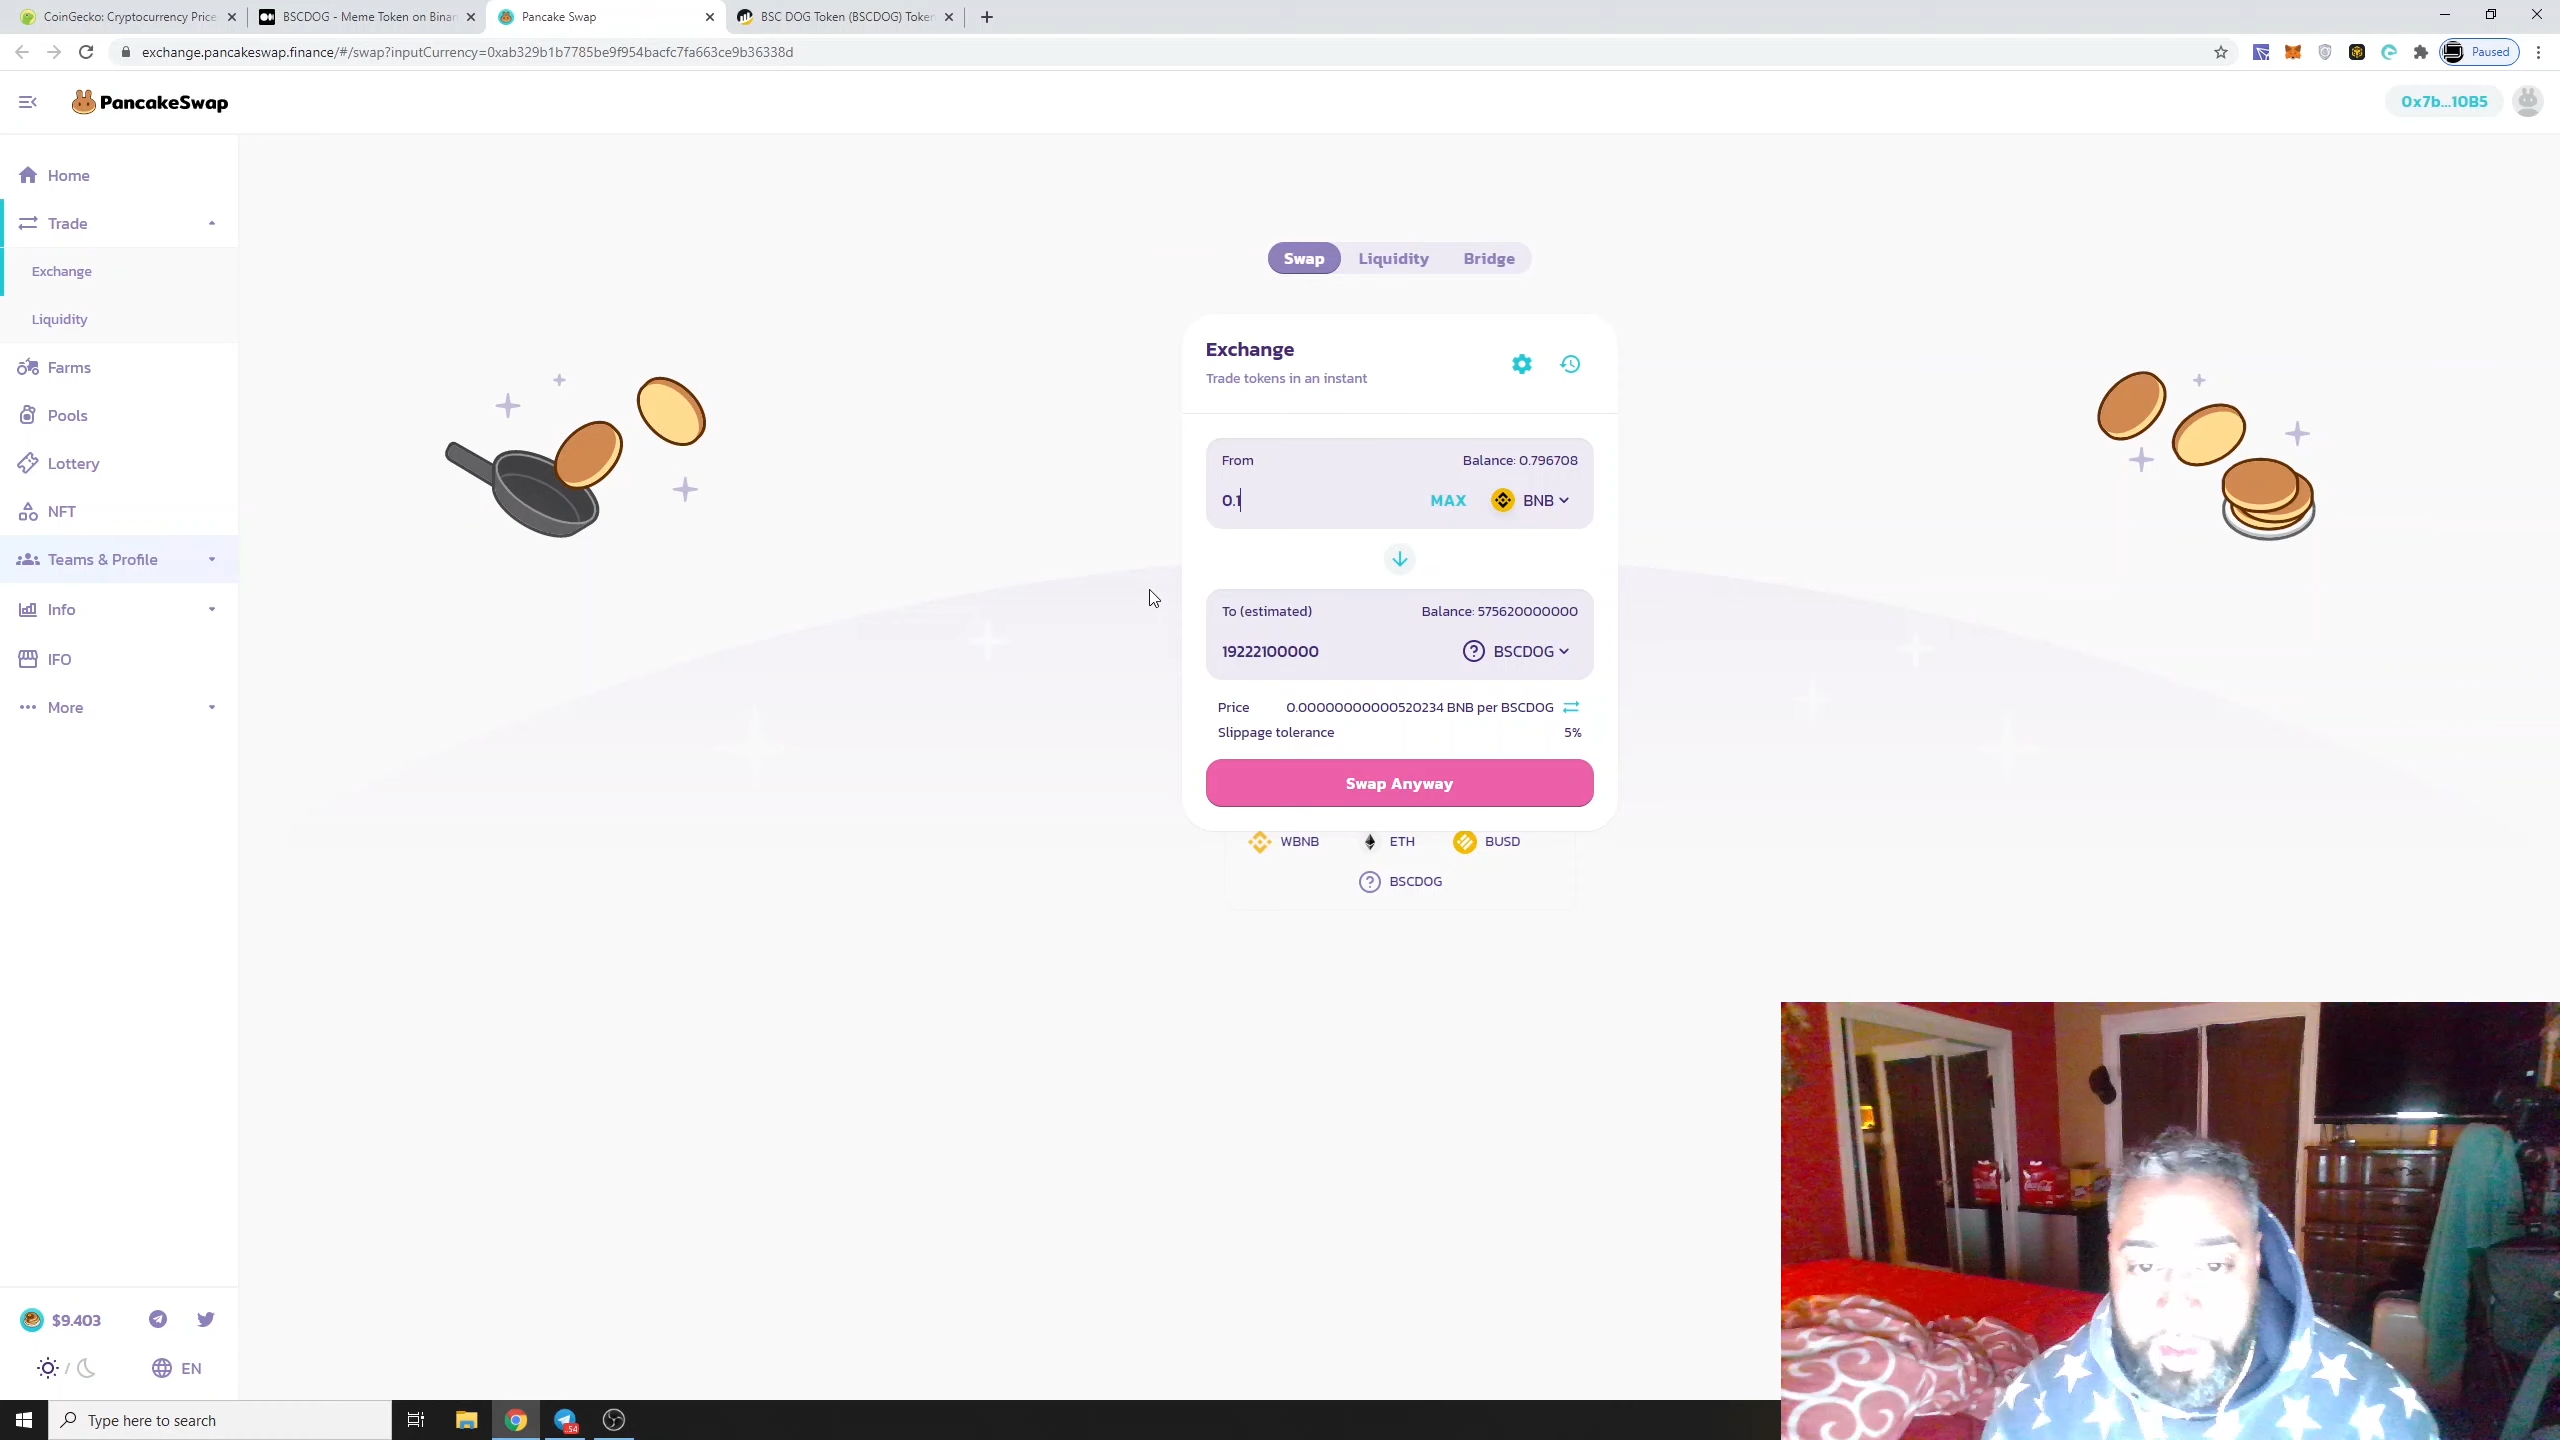 CoinGecko: Cryptocurrency Price
BSCDOG - Meme Token on Binan
Pancake Swap
BSC DOG Token (BSCDOG) Token
exchange.pancakeswap.finance/#/swap?inputCurrency=0xab329b1b7785be9f954bacfc7fa663ce9b36338d
Paused
PancakeSwap
0x7b...10B5
Home
Trade
Exchange
Liquidity
Farms
Pools
Lottery
NFT
Teams & Profile
Info
IFO
More
Swap
Liquidity
Bridge
Exchange
Trade tokens in an instant
From
Balance: 0.796708
0.1
MAX
BNB
To (estimated)
Balance: 575620000000
19222100000
BSCDOG
Price
0.00000000000520234 BNB per BSCDOG
Slippage tolerance
5%
Swap Anyway
WBNB
ETH
BUSD
BSCDOG
$9.403
/
EN
Type here to search
54